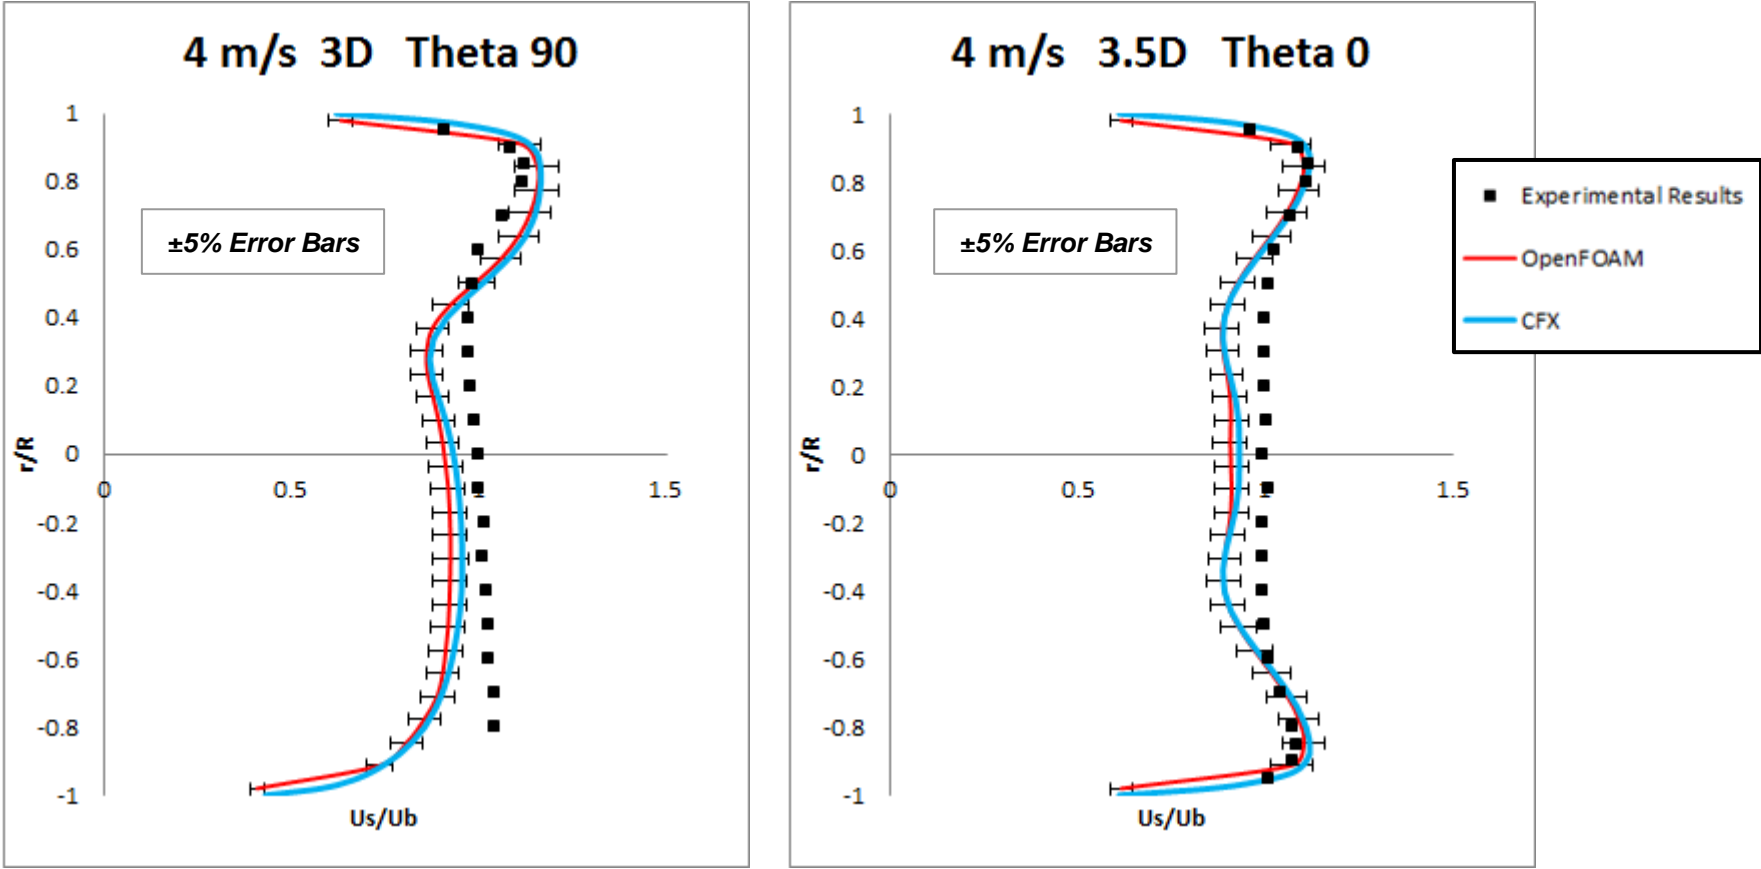 4 m/s 3D Theta 90
1
0.8
0.6
0.4
0.2
0
-0.2
-0.4
-0.6
-0.8
-1
r/R
0 0.5 1 1.5
±5% Error Bars
Us/Ub
4 m/s 3.5D Theta 0
1
0.8
0.6
0.4
0.2
0
-0.2
-0.4
-0.6
-0.8
-1
r/R
0 0.5 1 1.5
±5% Error Bars
Us/Ub
Experimental Results
OpenFOAM
CFX